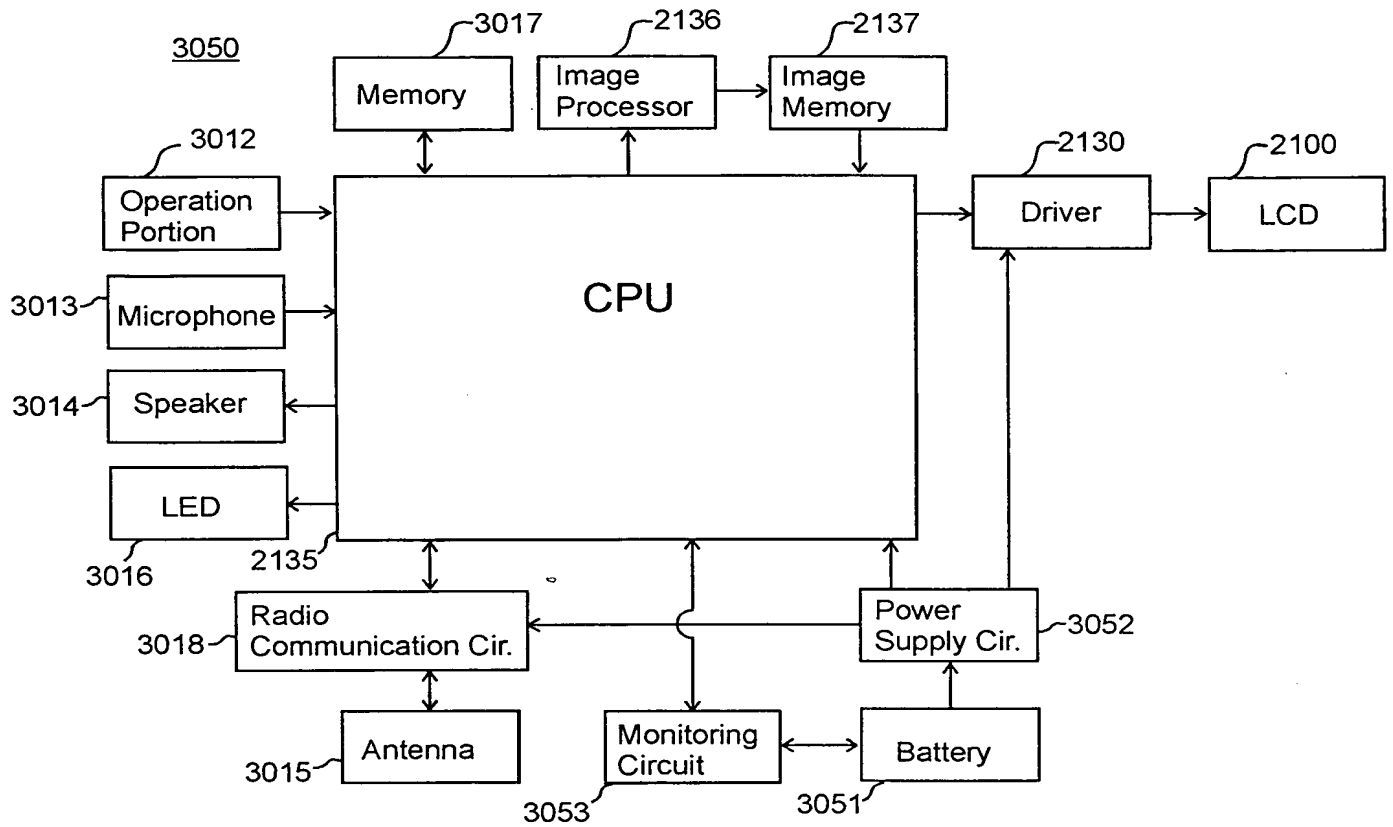 3050
3017
2136
2137
Memory
Image
Processor
Image
Memory
3012
2130
2100
Operation
Portion
Driver
LCD
3013
Microphone
CPU
3014
Speaker
LED
3016
2135
3018
Radio
Communication Cir.
Power
Supply Cir.
3052
3015
Antenna
Monitoring
Circuit
Battery
3053
3051